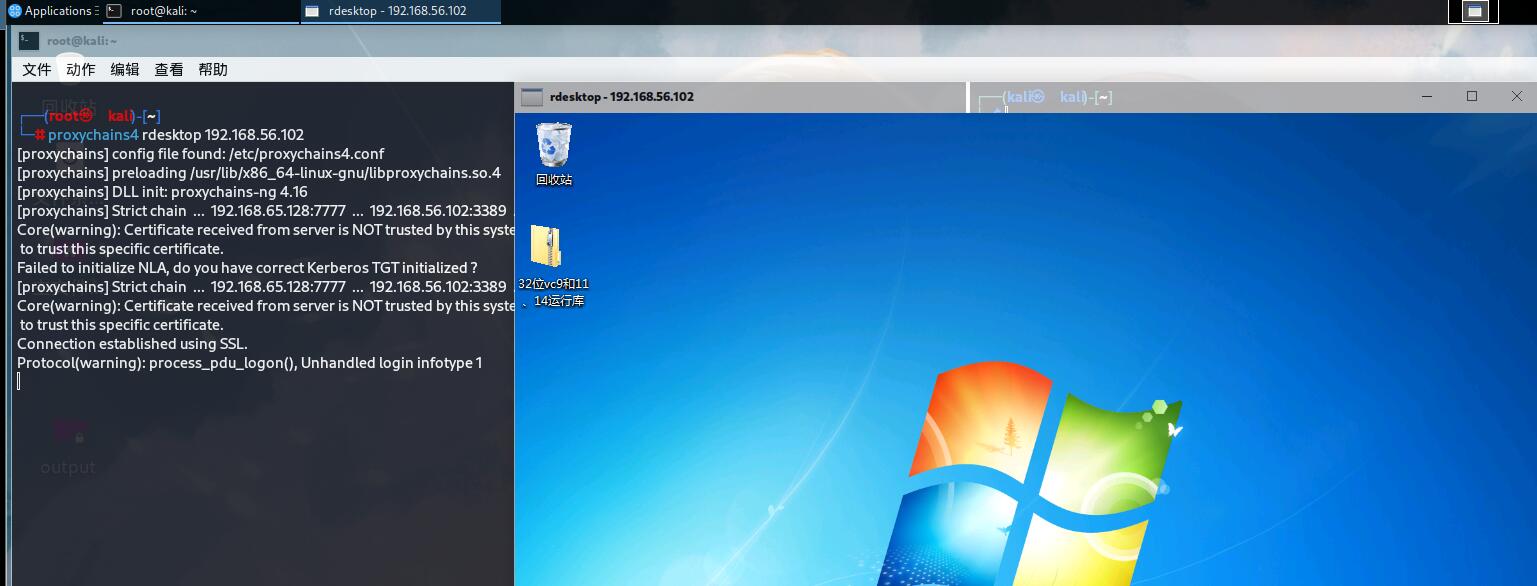 Applications
root@kali: ~
rdesktop - 192.168.56.102
root@kali: ~
文件 动作 编辑 查看 帮助
回收站
rdesktop - 192.168.56.102
┌──(kali㉿ kali)-[~]
┌──(root㉿ kali)-[~]
└─# proxychains4 rdesktop 192.168.56.102
[proxychains] config file found: /etc/proxychains4.conf
[proxychains] preloading /usr/lib/x86_64-linux-gnu/libproxychains.so.4
[proxychains] DLL init: proxychains-ng 4.16
[proxychains] Strict chain ... 192.168.65.128:7777 ... 192.168.56.102:3389
Core(warning): Certificate received from server is NOT trusted by this syste
to trust this specific certificate.
Failed to initialize NLA, do you have correct Kerberos TGT initialized ?
[proxychains] Strict chain ... 192.168.65.128:7777 ... 192.168.56.102:3389
Core(warning): Certificate received from server is NOT trusted by this syste
to trust this specific certificate.
Connection established using SSL.
Protocol(warning): process_pdu_logon(), Unhandled login infotype 1
output
回收站
32位vc9和11
、14运行库